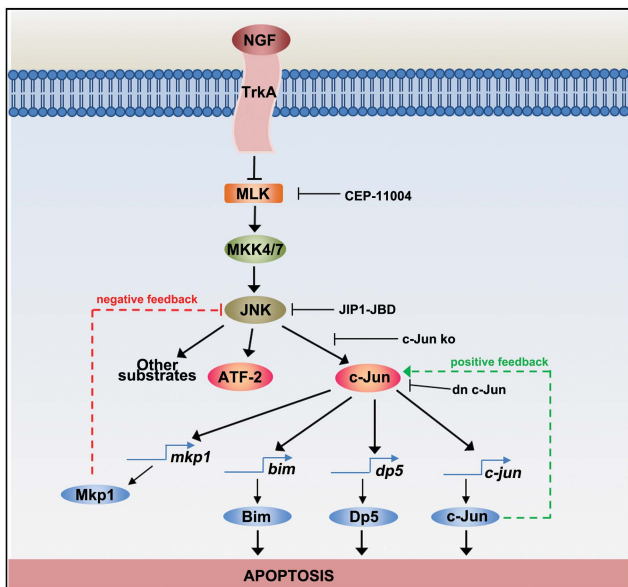 NGF
TrkA
MLK
CEP-11004
MKK4/7
negative feedback
JNK
JIP1-JBD
c-Jun ko
Other
substrates
ATF-2
c-Jun
positive feedback
dn c-Jun
mkp1
bim
dp5
c-jun
Mkp1
Bim
Dp5
c-Jun
APOPTOSIS